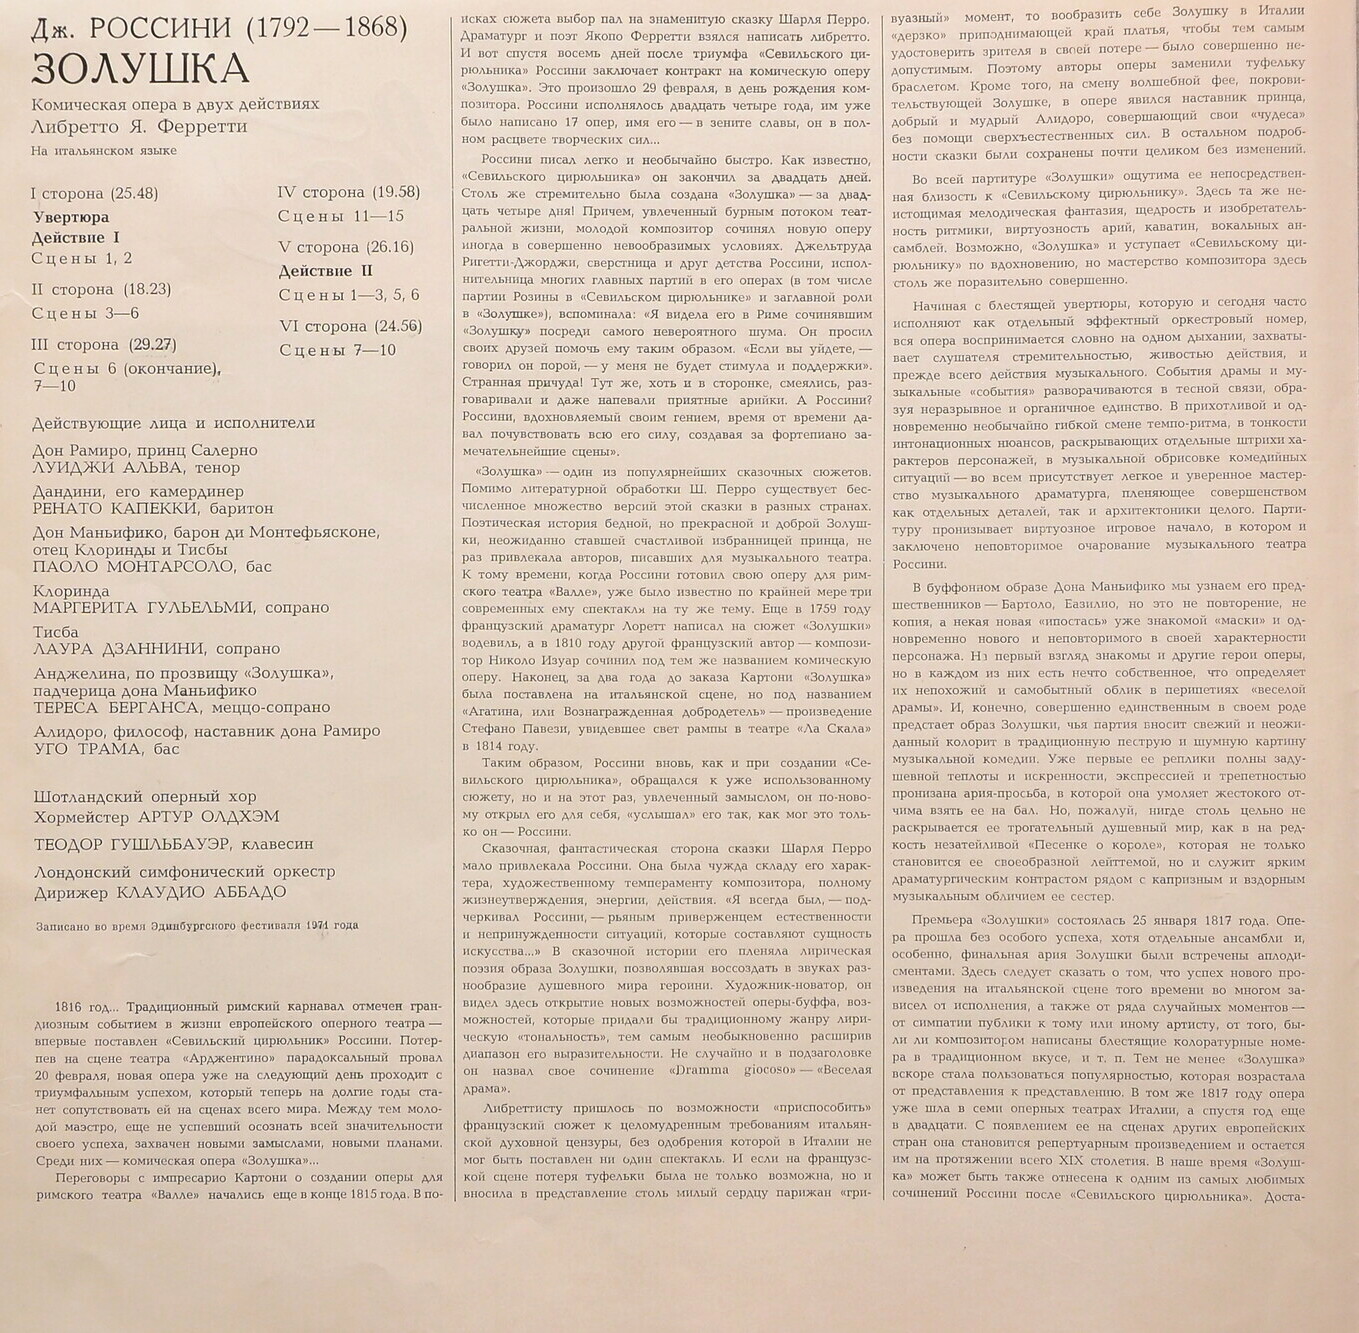 Дж. РОССИНИ (1792—1868)
ЗОЛУШКА
Комическая опера в двух действиях
Либретто Я. Ферретти
На итальянском языке
I сторона (25.48)
Увертюра
Действие I
Сцены 1, 2
II сторона (18.23)
Сцены 3—6
III сторона (29.27)
Сцены 6 (окончание),
7—10
IV сторона (19.58)
Сцены 11—15
V сторона (26.16)
Действие II
Сцены 1—3, 5, 6
VI сторона (24.56)
Сцены 7—10
Действующие лица и исполнители
Дон Рамиро, принц Салерно
ЛУИДЖИ АЛЬВА, тенор
Дандини, его камердинер
РЕНАТО КАПЕККИ, баритон
Дон Маньифико, барон ди Монтефьясконе,
отец Клоринды и Тисбы
ПАОЛО МОНТАРСОЛО, бас
Клоринда
МАРГЕРИТА ГУЛЬЕЛЬМИ, сопрано
Тисба
ЛАУРА ДЗАННИНИ, сопрано
Анджелина, по прозвищу «Золушка»,
падчерица дона Маньифико
ТЕРЕСА БЕРГАНСА, меццо-сопрано
Алидоро, философ, наставник дона Рамиро
УГО ТРАМА, бас
Шотландский оперный хор
Хормейстер АРТУР ОЛДХЭМ
ТЕОДОР ГУШЛЬБАУЭР, клавесин
Лондонский симфонический оркестр
Дирижер КЛАУДИО АББАДО
Записано во время Эдинбургского фестиваля 1971 года
1816 год... Традиционный римский карнавал отмечен гран-
диозным событием в жизни европейского оперного театра —
впервые поставлен «Севильский цирюльник» Россини. Потер-
пев на сцене театра «Арджентино» парадоксальный провал
20 февраля, новая опера уже на следующий день проходит с
триумфальным успехом, который теперь на долгие годы ста-
нет сопутствовать ей на сценах всего мира. Между тем моло-
дой маэстро, еще не успевший осознать всей значительности
своего успеха, захвачен новыми замыслами, новыми планами.
Среди них — комическая опера «Золушка»...
Переговоры с импресарио Картони о создании оперы для
римского театра «Валле» начались еще в конце 1815 года. В по-
исках сюжета выбор пал на знаменитую сказку Шарля Перро.
Драматург и поэт Якопо Ферретти взялся написать либретто.
И вот спустя восемь дней после триумфа «Севильского ци-
рюльника» Россини заключает контракт на комическую оперу
«Золушка». Это произошло 29 февраля, в день рождения ком-
позитора. Россини исполнялось двадцать четыре года, им уже
было написано 17 опер, имя его — в зените славы, он в пол-
ном расцвете творческих сил...
Россини писал легко и необычайно быстро. Как известно,
«Севильского цирюльника» он закончил за двадцать дней.
Столь же стремительно была создана «Золушка» — за двад-
цать четыре дня! Причем, увлеченный бурным потоком теат-
ральной жизни, молодой композитор сочинял новую оперу
иногда в совершенно невообразимых условиях. Джельтруда
Ригетти-Джорджи, сверстница и друг детства Россини, испол-
нительница многих главных партий в его операх (в том числе
партии Розины в «Севильском цирюльнике» и заглавной роли
в «Золушке»), вспоминала: «Я видела его в Риме сочинявшим
«Золушку» посреди самого невероятного шума. Он просил
своих друзей помочь ему таким образом. «Если вы уйдете, —
говорил он порой, — у меня не будет стимула и поддержки».
Странная причуда! Тут же, хоть и в сторонке, смеялись, раз-
говаривали и даже напевали приятные арийки. А Россини?
Россини, вдохновляемый своим гением, время от времени да-
вал почувствовать всю его силу, создавая за фортепиано за-
мечательнейшие сцены».
«Золушка» — один из популярнейших сказочных сюжетов.
Помимо литературной обработки Ш. Перро существует бес-
численное множество версий этой сказки в разных странах.
Поэтическая история бедной, но прекрасной и доброй Золуш-
ки, неожиданно ставшей счастливой избранницей принца, не
раз привлекала авторов, писавших для музыкального театра.
К тому времени, когда Россини готовил свою оперу для рим-
ского театра «Валле», уже было известно по крайней мере три
современных ему спектакля на ту же тему. Еще в 1759 году
французский драматург Лоретт написал на сюжет «Золушки»
водевиль, а в 1810 году другой французский автор — компози-
тор Николо Изуар сочинил под тем же названием комическую
оперу. Наконец, за два года до заказа Картони «Золушка»
была поставлена на итальянской сцене, но под названием
«Агатина, или Вознагражденная добродетель» — произведение
Стефано Павези, увидевшее свет рампы в театре «Ла Скала»
в 1814 году.
Таким образом, Россини вновь, как и при создании «Се-
вильского цирюльника», обращался к уже использованному
сюжету, но и на этот раз, увлеченный замыслом, он по-ново-
му открыл его для себя, «услышал» его так, как мог это толь-
ко он — Россини.
Сказочная, фантастическая сторона сказки Шарля Перро
мало привлекала Россини. Она была чужда складу его харак-
тера, художественному темпераменту композитора, полному
жизнеутверждения, энергии, действия. «Я всегда был, — под-
черкивал Россини, — рьяным приверженцем естественности
и непринужденности ситуаций, которые составляют сущность
искусства...» В сказочной истории его пленяла лирическая
поэзия образа Золушки, позволявшая воссоздать в звуках раз-
нообразие душевного мира героини. Художник-новатор, он
видел здесь открытие новых возможностей оперы-буффа, воз-
можностей, которые придали бы традиционному жанру лири-
ческую «тональность», тем самым необыкновенно расширив
диапазон его выразительности. Не случайно и в подзаголовке
он назвал свое сочинение «Dramma giocoso» — «Веселая
драма».
Либреттисту пришлось по возможности «приспособить»
французский сюжет к целомудренным требованиям итальян-
ской духовной цензуры, без одобрения которой в Италии не
мог быть поставлен ни один спектакль. И если на французс-
кой сцене потеря туфельки была не только возможна, но и
вносила в представление столь милый сердцу парижан «гри-
вуазный» момент, то вообразить себе Золушку в Италии
«дерзко» приподнимающей край платья, чтобы тем самым
удостоверить зрителя в своей потере — было совершенно не-
допустимым. Поэтому авторы оперы заменили туфельку
браслетом. Кроме того, на смену волшебной фее, покрови-
тельствующей Золушке, в опере явился наставник принца,
добрый и мудрый Алидоро, совершающий свои «чудеса»
без помощи сверхъестественных сил. В остальном подроб-
ности сказки были сохранены почти целиком без изменений.
Во всей партитуре «Золушки» ощутима ее непосредствен-
ная близость к «Севильскому цирюльнику». Здесь та же не-
истощимая мелодическая фантазия, щедрость и изобретатель-
ность ритмики, виртуозность арий, каватин, вокальных ан-
самблей. Возможно, «Золушка» и уступает «Севильскому ци-
рюльнику» по вдохновению, но мастерство композитора здесь
столь же поразительно совершенно.
Начиная с блестящей увертюры, которую и сегодня часто
исполняют как отдельный эффектный оркестровый номер,
вся опера воспринимается словно на одном дыхании, захваты-
вает слушателя стремительностью, живостью действия, и
прежде всего действия музыкального. События драмы и му-
зыкальные «события» разворачиваются в тесной связи, обра-
зуя неразрывное и органичное единство. В прихотливой и од-
новременно необычайно гибкой смене темпо-ритма, в тонкости
интонационных нюансов, раскрывающих отдельные штрихи ха-
рактеров персонажей, в музыкальной обрисовке комедийных
ситуаций — во всем присутствует легкое и уверенное мастер-
ство музыкального драматурга, пленяющее совершенством
как отдельных деталей, так и архитектоники целого. Парти-
туру пронизывает виртуозное игровое начало, в котором и
заключено неповторимое очарование музыкального театра
Россини.
В буффонном образе Дона Маньифико мы узнаем его пред-
шественников — Бартоло, Базилио, но это не повторение, не
копия, а некая новая «ипостась» уже знакомой «маски» и од-
новременно нового и неповторимого в своей характерности
персонажа. На первый взгляд знакомы и другие герои оперы,
но в каждом из них есть нечто собственное, что определяет
их непохожий и самобытный облик в перипетиях «веселой
драмы». И, конечно, совершенно единственным в своем роде
предстает образ Золушки, чья партия вносит свежий и неожи-
данный колорит в традиционную пеструю и шумную картину
музыкальной комедии. Уже первые ее реплики полны заду-
шевной теплоты и искренности, экспрессией и трепетностью
пронизана ария-просьба, в которой она умоляет жестокого от-
чима взять ее на бал. Но, пожалуй, нигде столь цельно не
раскрывается ее трогательный душевный мир, как в на ред-
кость незатейливой «Песенке о короле», которая не только
становится ее своеобразной лейттемой, но и служит ярким
драматургическим контрастом рядом с капризным и вздорным
музыкальным обличием ее сестер.
Премьера «Золушки» состоялась 25 января 1817 года. Опе-
ра прошла без особого успеха, хотя отдельные ансамбли и,
особенно, финальная ария Золушки были встречены аплоди-
сментами. Здесь следует сказать о том, что успех нового про-
изведения на итальянской сцене того времени во многом за-
висел от исполнения, а также от ряда случайных моментов —
от симпатии публики к тому или иному артисту, от того, бы-
ли ли композитором написаны блестящие колоратурные номе-
ра в традиционном вкусе, и т. п. Тем не менее «Золушка»
вскоре стала пользоваться популярностью, которая возрастала
от представления к представлению. В том же 1817 году опера
уже шла в семи оперных театрах Италии, а спустя год еще
в двадцати. С появлением ее на сценах других европейских
стран она становится репертуарным произведением и остается
им на протяжении всего XIX столетия. В наше время «Золуш-
ка» может быть также отнесена к одним из самых любимых
сочинений Россини после «Севильского цирюльника». Доста-